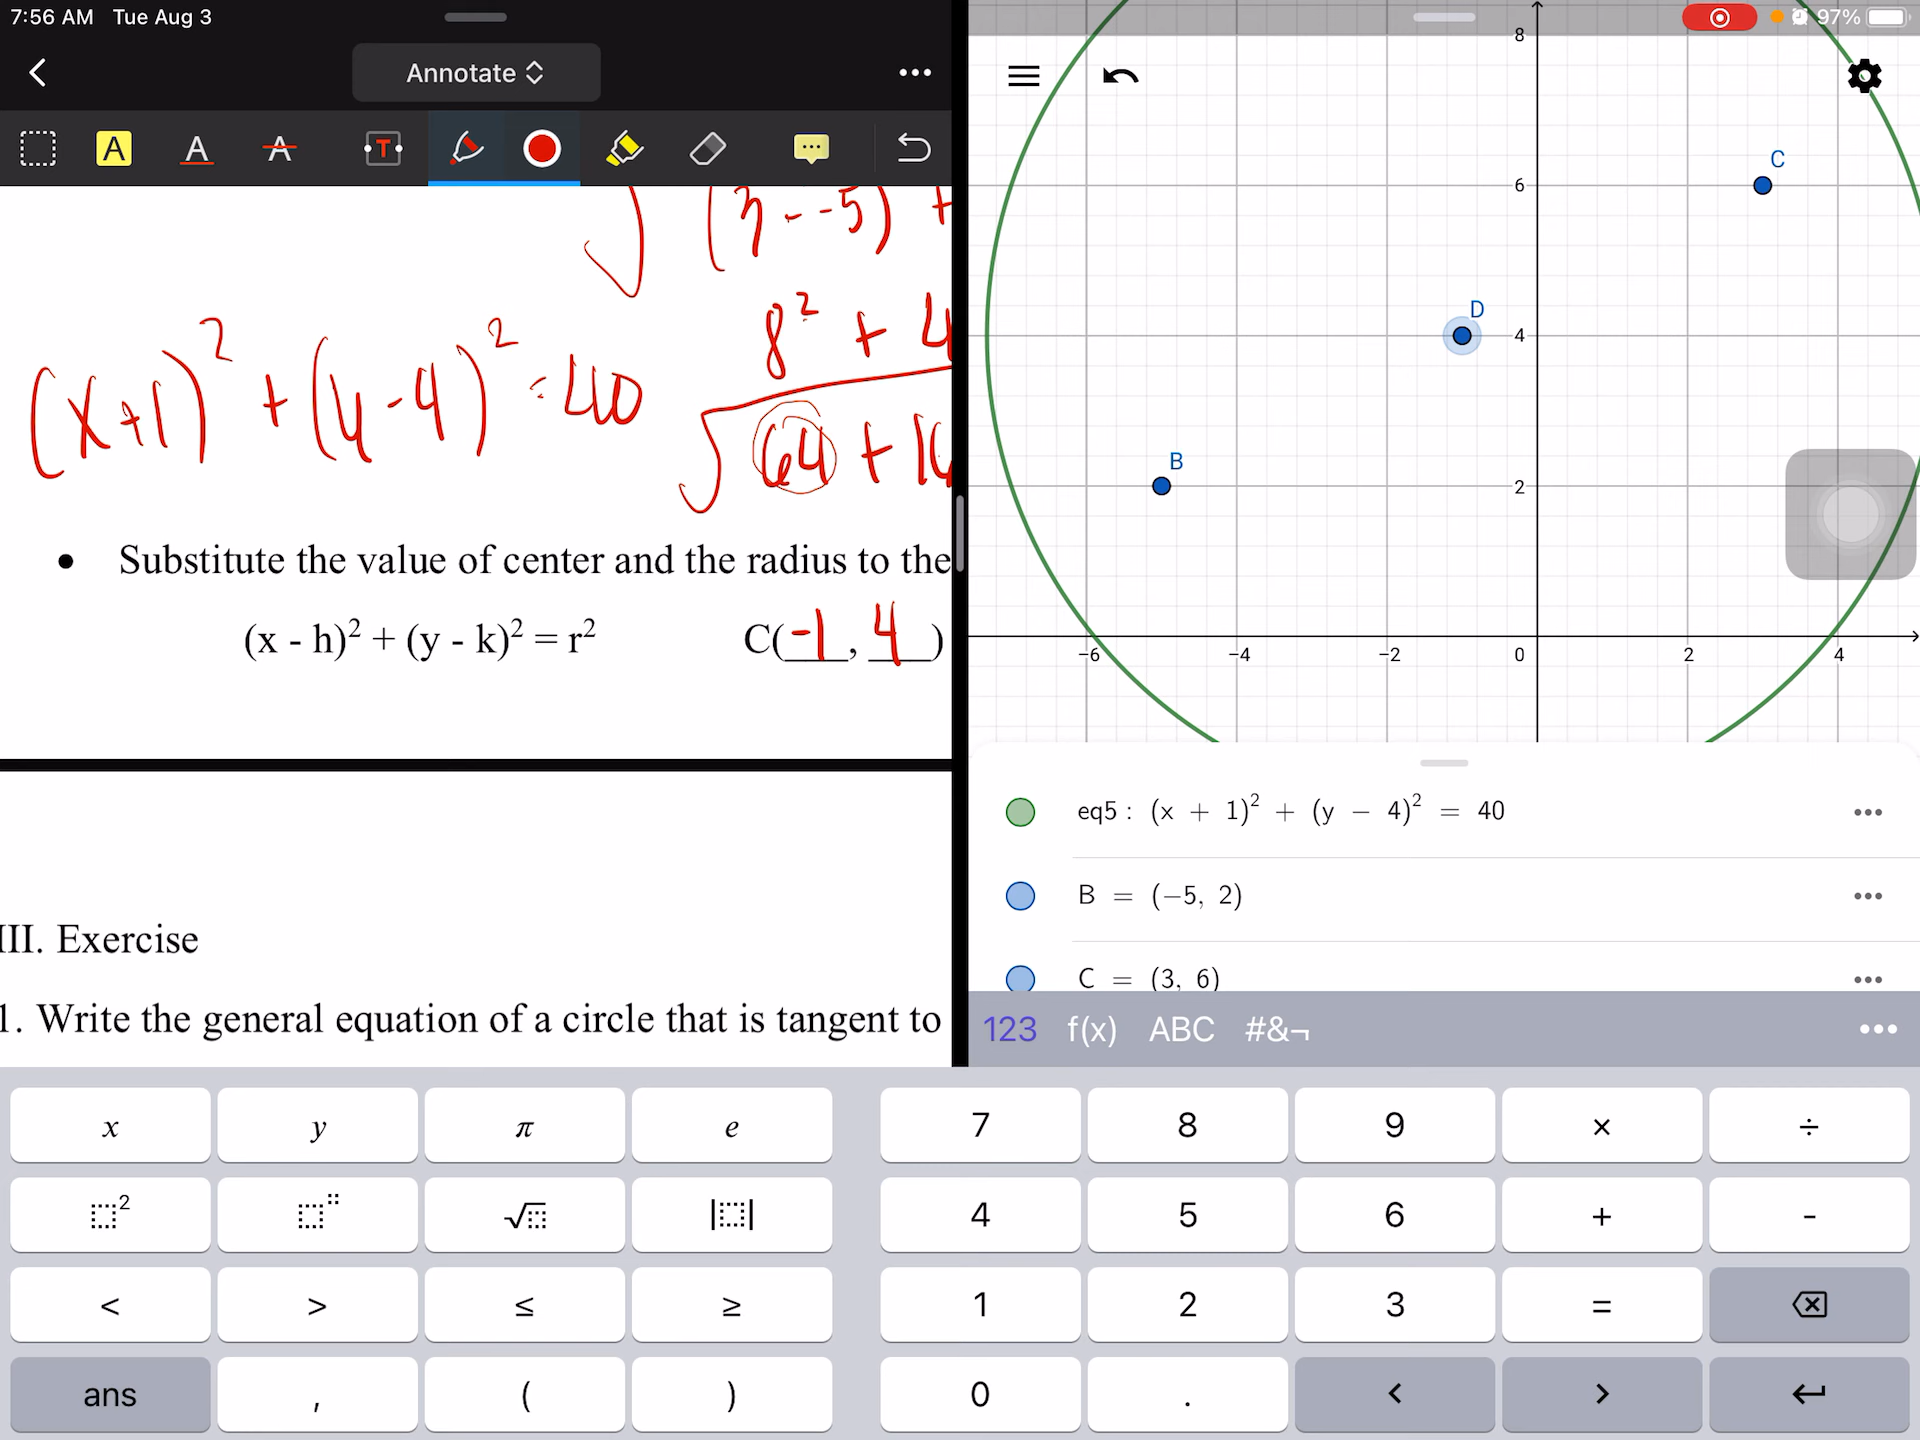 7:56 AM Tue Aug 3
97%
Annotate
A A A T
(3--5) +
8² + 4
(x+1)² + (y-4)² = 40
√64 + 16
• Substitute the value of center and the radius to the
(x - h)² + (y - k)² = r²
C(-1, 4)
III. Exercise
1. Write the general equation of a circle that is tangent to
8
C
6
D
4
B
2
−6 −4 −2 0 2 4
eq5 : (x + 1)² + (y − 4)² = 40
B = (−5, 2)
C = (3, 6)
123 f(x) ABC #&¬
x y π e 7 8 9 × ÷
² √ | | 4 5 6 + -
< > ≤ ≥ 1 2 3 =
ans , ( ) 0 . < >